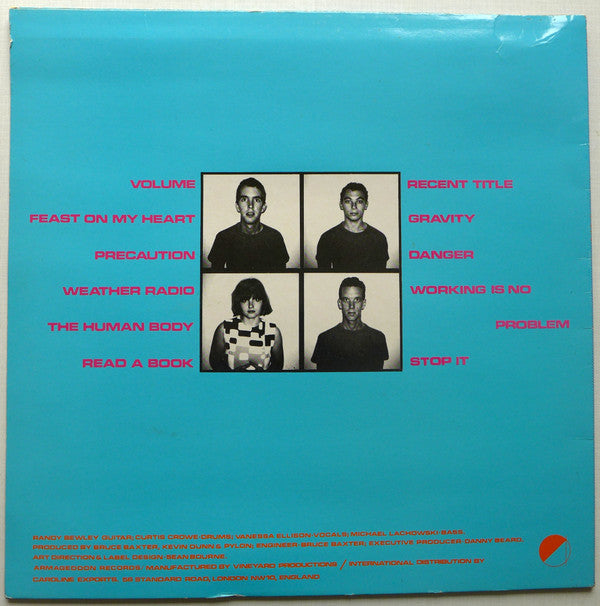 VOLUME
FEAST ON MY HEART
PRECAUTION
WEATHER RADIO
THE HUMAN BODY
READ A BOOK
RECENT TITLE
GRAVITY
DANGER
WORKING IS NO
PROBLEM
STOP IT
RANDY BEWLEY-GUITAR; CURTIS CROWE-DRUMS; VANESSA ELLISON-VOCALS; MICHAEL LACHOWSKI-BASS.
PRODUCED BY BRUCE BAXTER, KEVIN DUNN & PYLON; ENGINEER-BRUCE BAXTER; EXECUTIVE PRODUCER-DANNY BEARD.
ART DIRECTION & LABEL DESIGN-SEAN BOURNE.
ARMAGEDDON RECORDS / MANUFACTURED BY VINEYARD PRODUCTIONS / INTERNATIONAL DISTRIBUTION BY
CAROLINE EXPORTS, 56 STANDARD ROAD, LONDON NW10, ENGLAND